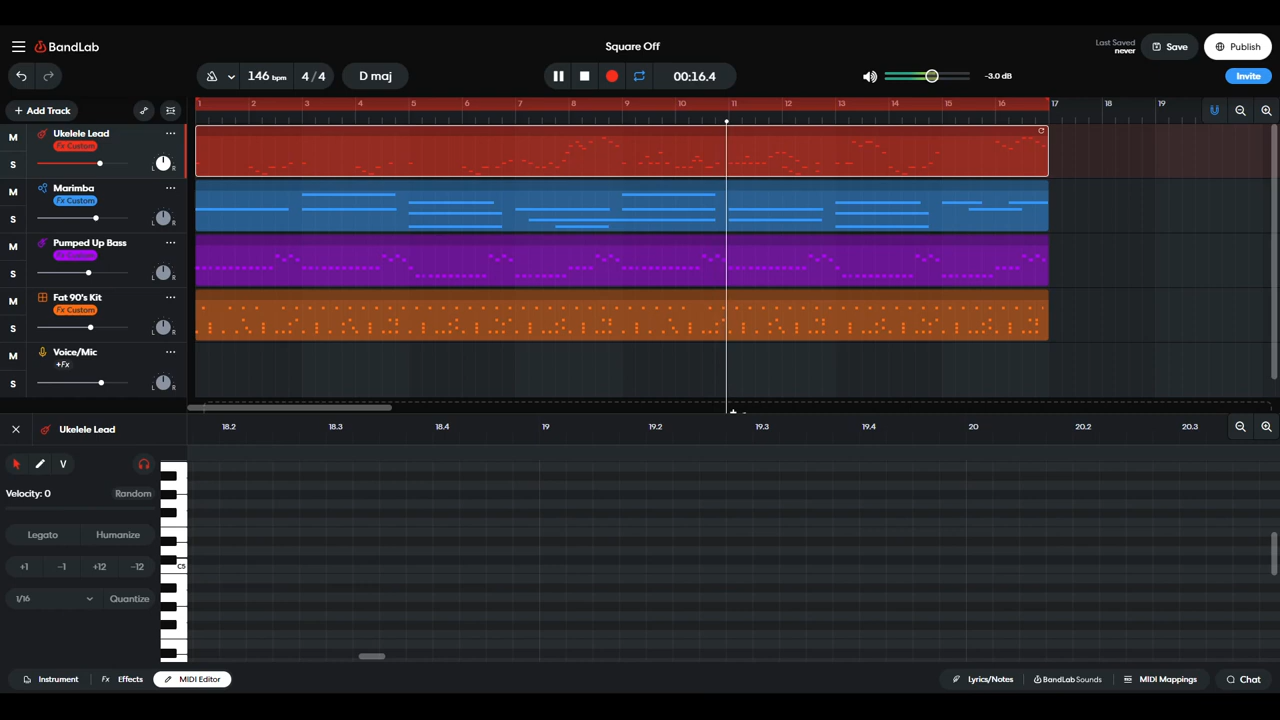 BandLab
Square Off
Last Saved
never
Save
Publish
146 bpm
4 / 4
D maj
00:16.4
-3.0 dB
Invite
+ Add Track
1 2 3 4 5 6 7 8 9 10 11 12 13 14 15 16 17 18 19
M
Ukelele Lead
Fx Custom
S
L R
M
Marimba
Fx Custom
S
L R
M
Pumped Up Bass
Fx Custom
S
L R
M
Fat 90's Kit
Fx Custom
S
L R
M
Voice/Mic
+Fx
S
L R
Ukelele Lead
18.2 18.3 18.4 19 19.2 19.3 19.4 20 20.2 20.3
V
Velocity: 0
Random
Legato
Humanize
+1 -1 +12 -12
C5
1/16
Quantize
Instrument
Fx Effects
MIDI Editor
Lyrics/Notes
BandLab Sounds
MIDI Mappings
Chat